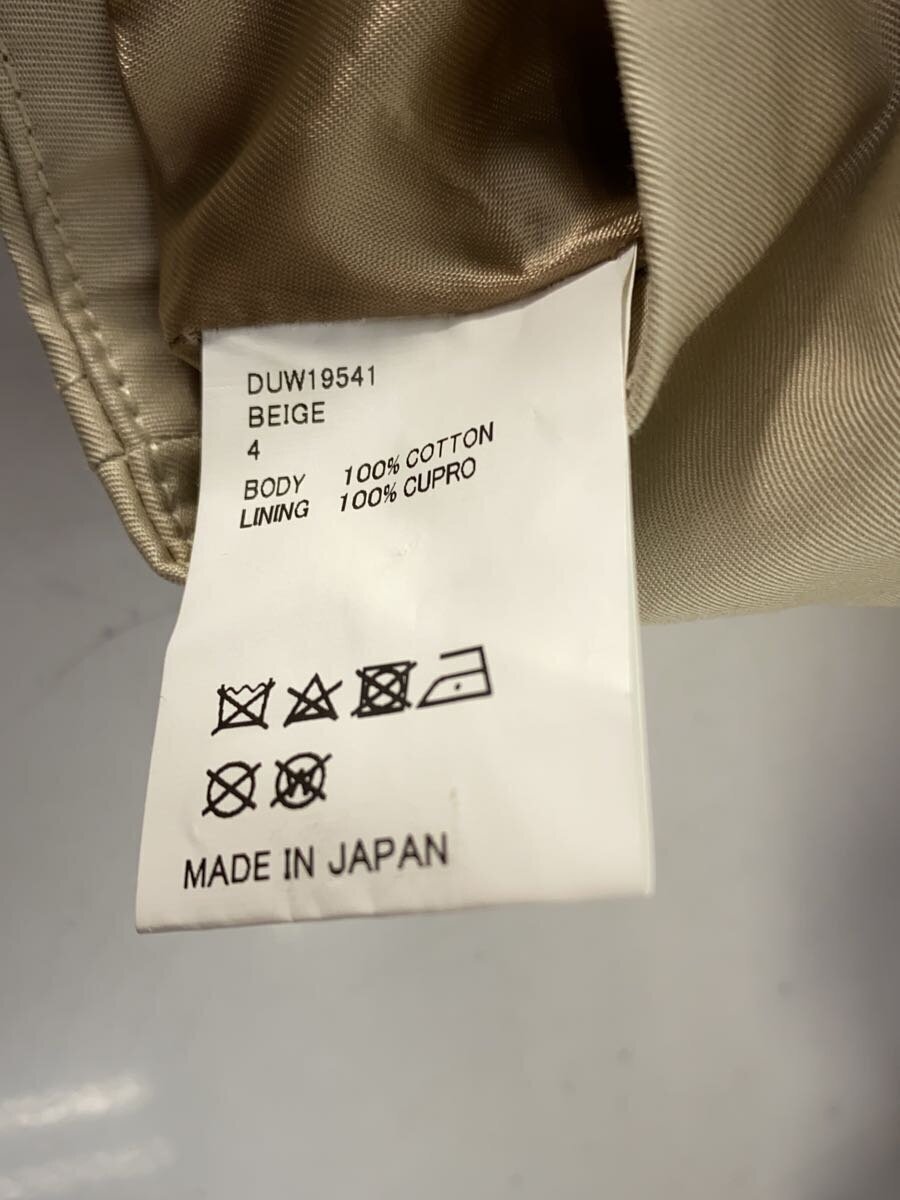 DUW19541
BEIGE
4
BODY 100% COTTON
LINING 100% CUPRO
W
MADE IN JAPAN